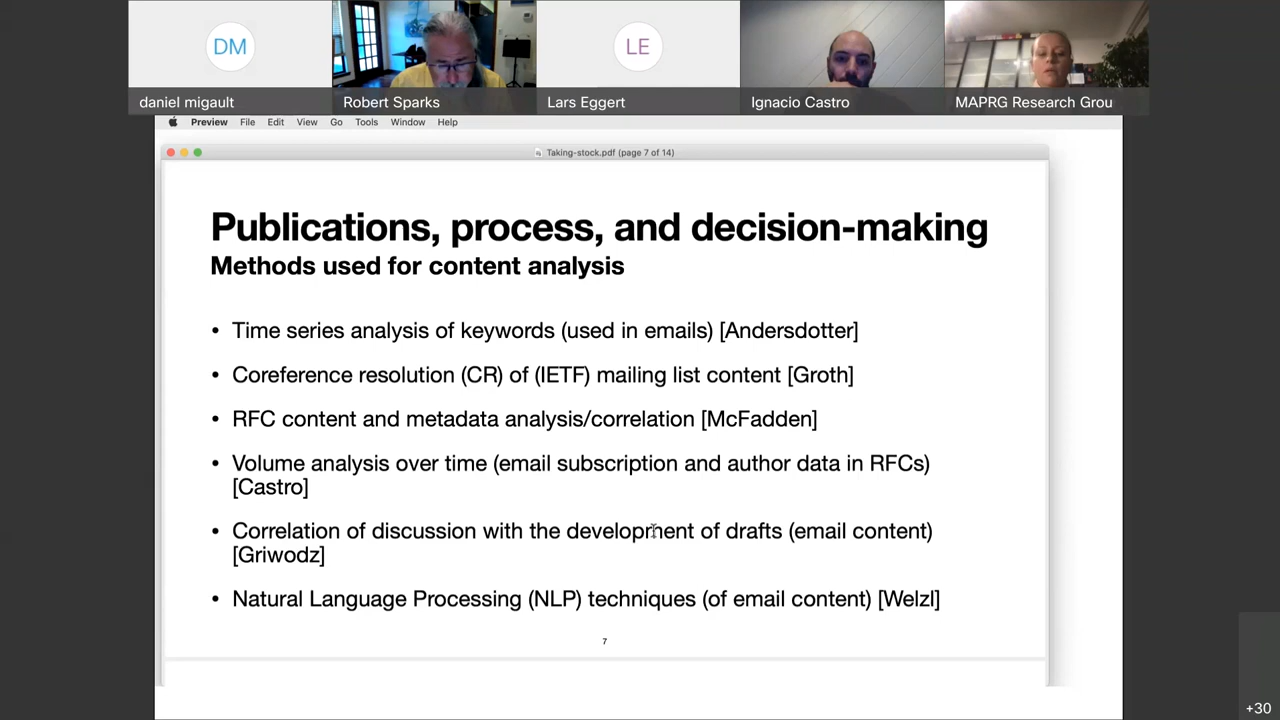 DM
LE
daniel migault
Robert Sparks
Lars Eggert
Ignacio Castro
MAPRG Research Grou
Preview File Edit View Go Tools Window Help
Taking-stock.pdf (page 7 of 14)
Publications, process, and decision-making
Methods used for content analysis
• Time series analysis of keywords (used in emails) [Andersdotter]
• Coreference resolution (CR) of (IETF) mailing list content [Groth]
• RFC content and metadata analysis/correlation [McFadden]
• Volume analysis over time (email subscription and author data in RFCs)
[Castro]
• Correlation of discussion with the development of drafts (email content)
[Griwodz]
• Natural Language Processing (NLP) techniques (of email content) [Welzl]
7
+30